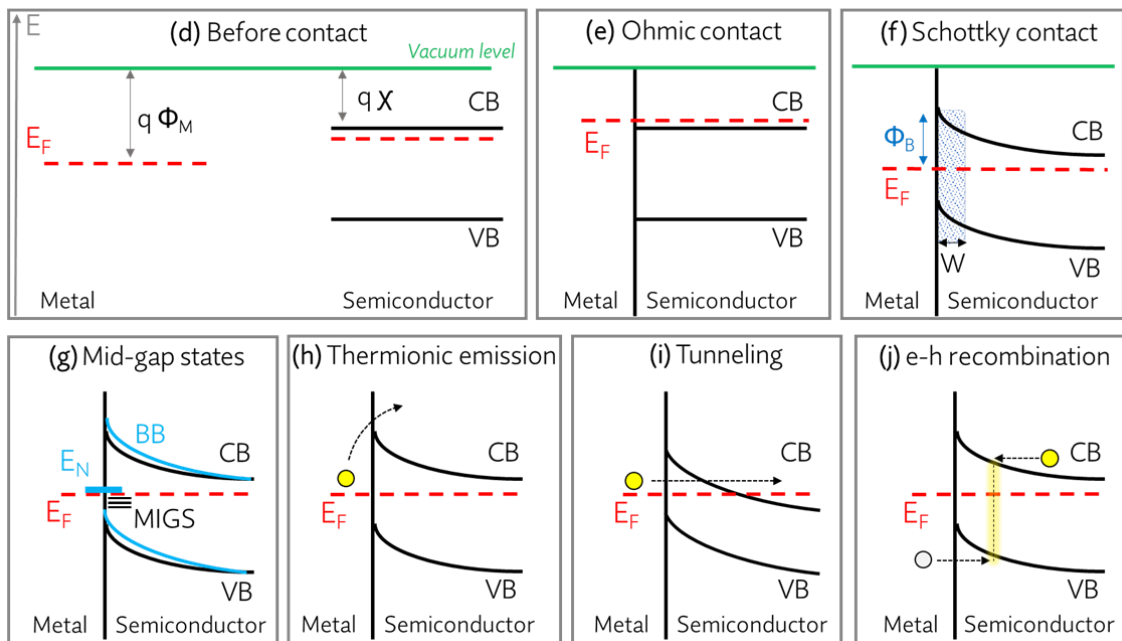 E
(d) Before contact
Vacuum level
q Φ_M
q χ
CB
E_F
VB
Metal
Semiconductor
(e) Ohmic contact
CB
E_F
VB
Metal
Semiconductor
(f) Schottky contact
Φ_B
CB
E_F
W
VB
Metal
Semiconductor
(g) Mid-gap states
BB
CB
E_N
E_F
MIGS
VB
Metal
Semiconductor
(h) Thermionic emission
CB
E_F
VB
Metal
Semiconductor
(i) Tunneling
CB
E_F
VB
Metal
Semiconductor
(j) e-h recombination
CB
E_F
VB
Metal
Semiconductor